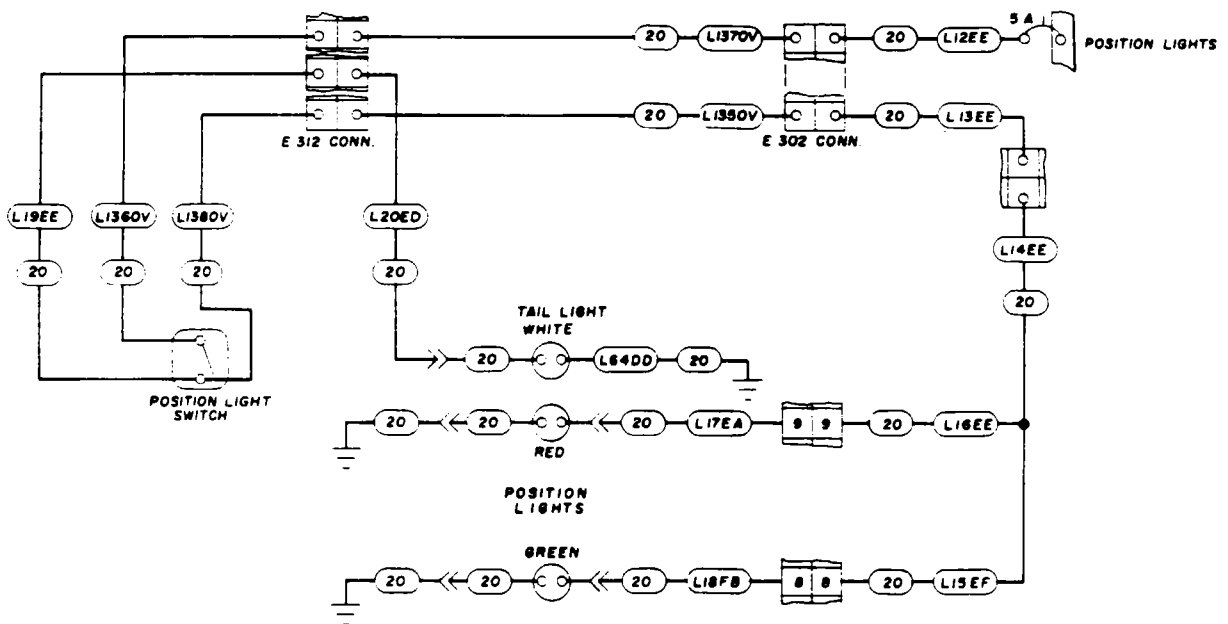 20 L1370V 20 L12EE 5 A POSITION LIGHTS
20 L1350V 20 L13EE
E 312 CONN. E 302 CONN.
L19EE L1360V L1380V L20ED
L14EE
20 20 20 20
20
TAIL LIGHT
WHITE
20 L64DD 20
POSITION LIGHT
SWITCH
20 20 20 L17EA 9 9 20 L16EE
RED
POSITION
LIGHTS
GREEN
20 20 20 L18FB 8 8 20 L15EF